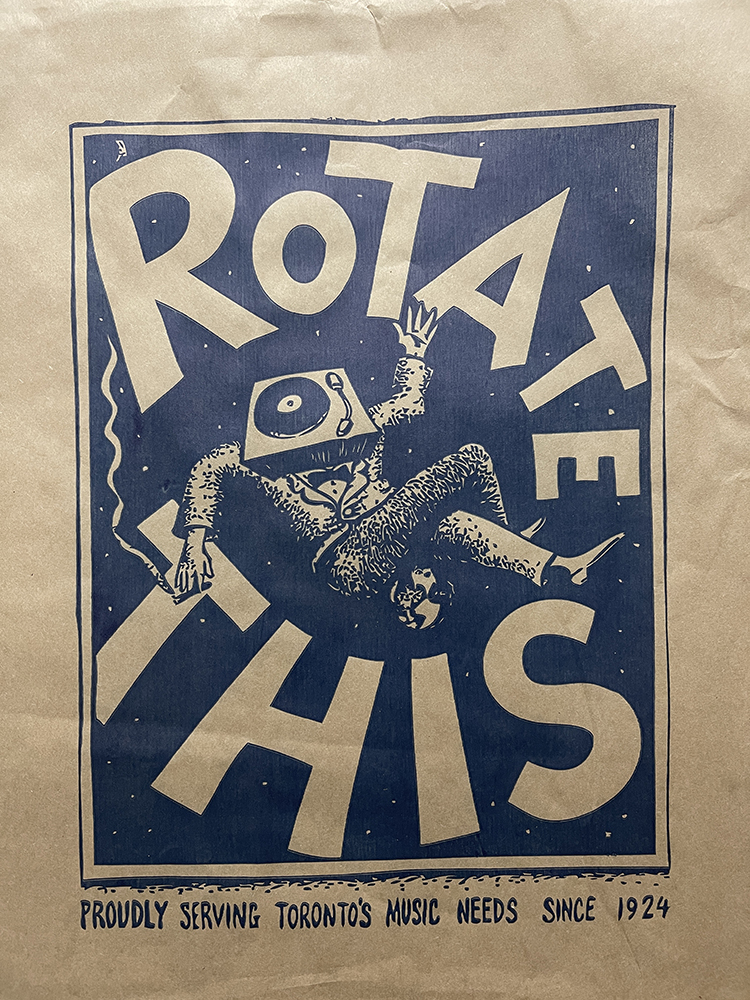 ROTATE
THIS
PROUDLY SERVING TORONTO'S MUSIC NEEDS SINCE 1924